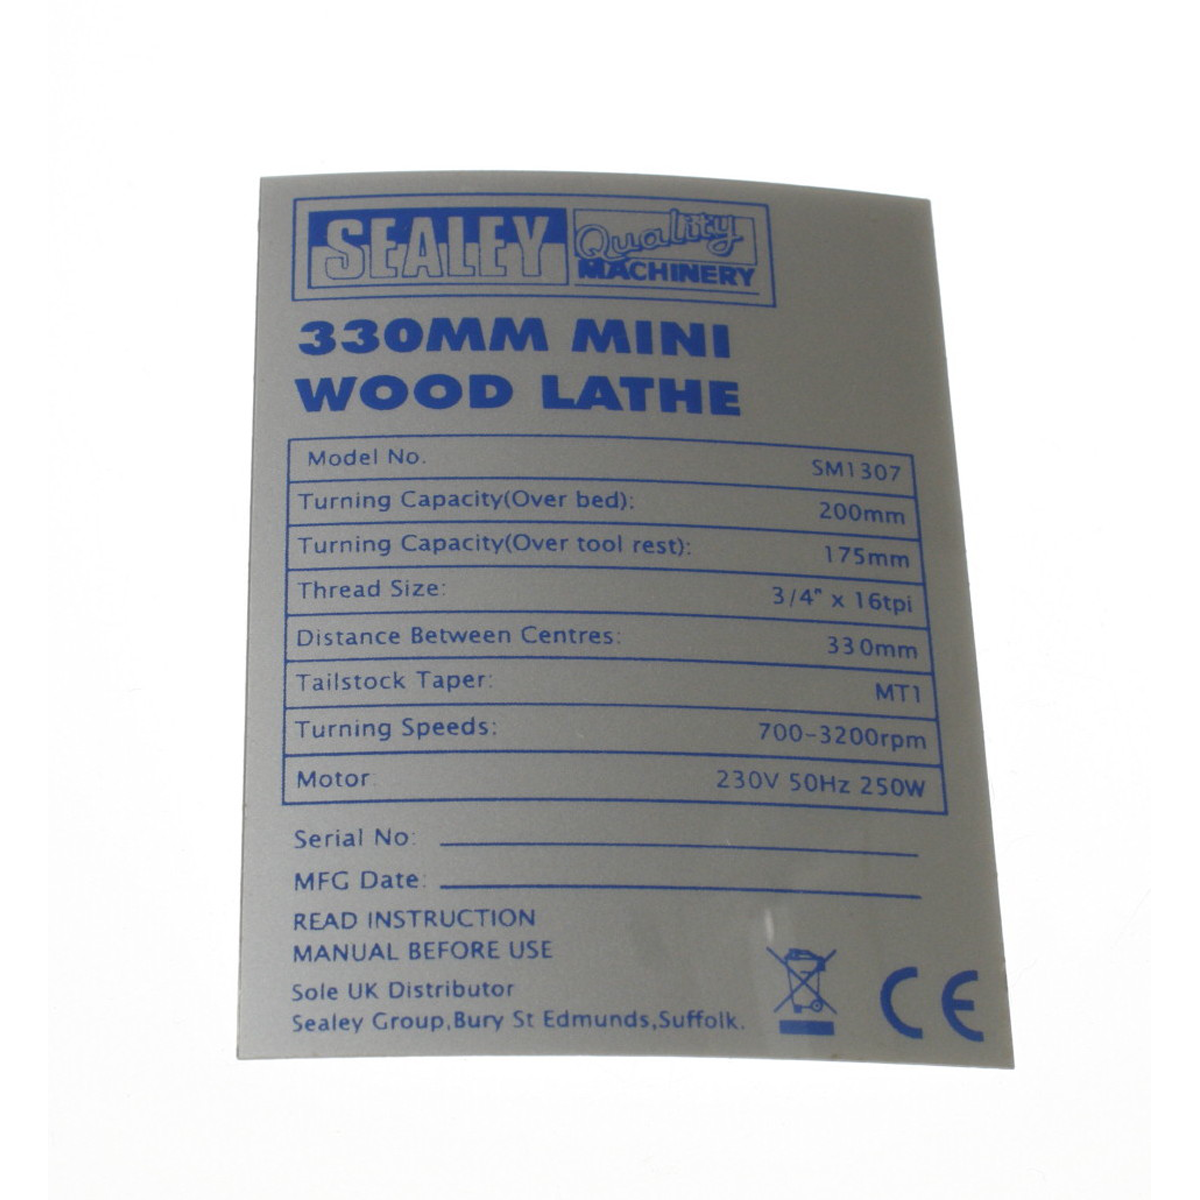 SEALEY Quality MACHINERY
330MM MINI
WOOD LATHE
Model No. SM1307
Turning Capacity(Over bed): 200mm
Turning Capacity(Over tool rest): 175mm
Thread Size: 3/4" x 16tpi
Distance Between Centres: 330mm
Tailstock Taper: MT1
Turning Speeds: 700-3200rpm
Motor 230V 50Hz 250W
Serial No:
MFG Date:
READ INSTRUCTION
MANUAL BEFORE USE
Sole UK Distributor
Sealey Group,Bury St Edmunds,Suffolk.
CE